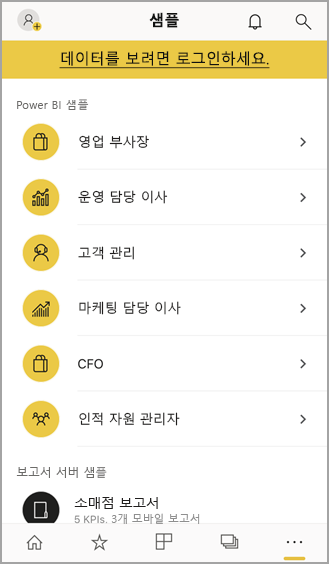 샘플
데이터를 보려면 로그인하세요.
Power BI 샘플
영업 부사장
운영 담당 이사
고객 관리
마케팅 담당 이사
CFO
인적 자원 관리자
보고서 서버 샘플
소매점 보고서
5 KPIs, 3개 모바일 보고서